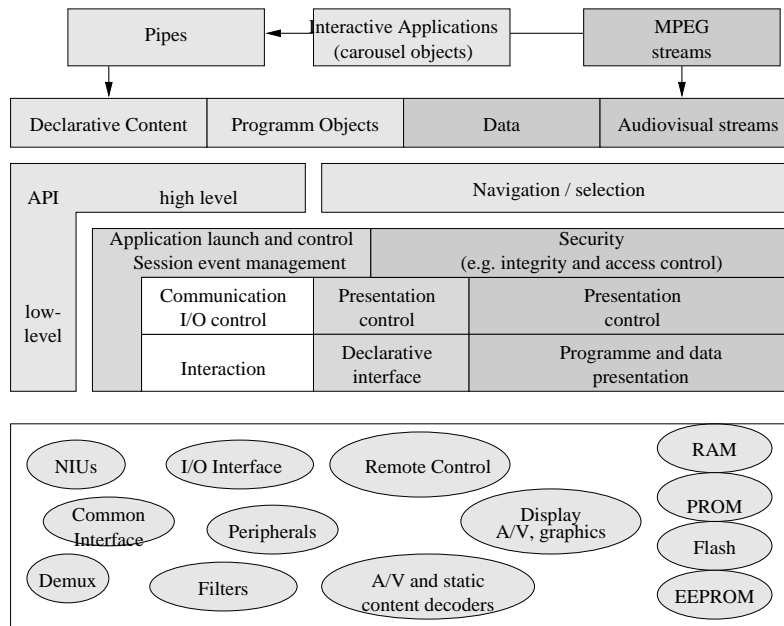 Pipes
Interactive Applications
(carousel objects)
MPEG
streams
Declarative Content
Programm Objects
Data
Audiovisual streams
API
high level
Navigation / selection
Application launch and control
Session event management
Security
(e.g. integrity and access control)
low-
level
Communication
I/O control
Presentation
control
Presentation
control
Interaction
Declarative
interface
Programme and data
presentation
NIUs
I/O Interface
Remote Control
RAM
Common
Interface
Peripherals
Display
A/V, graphics
PROM
Flash
Demux
Filters
A/V and static
content decoders
EEPROM